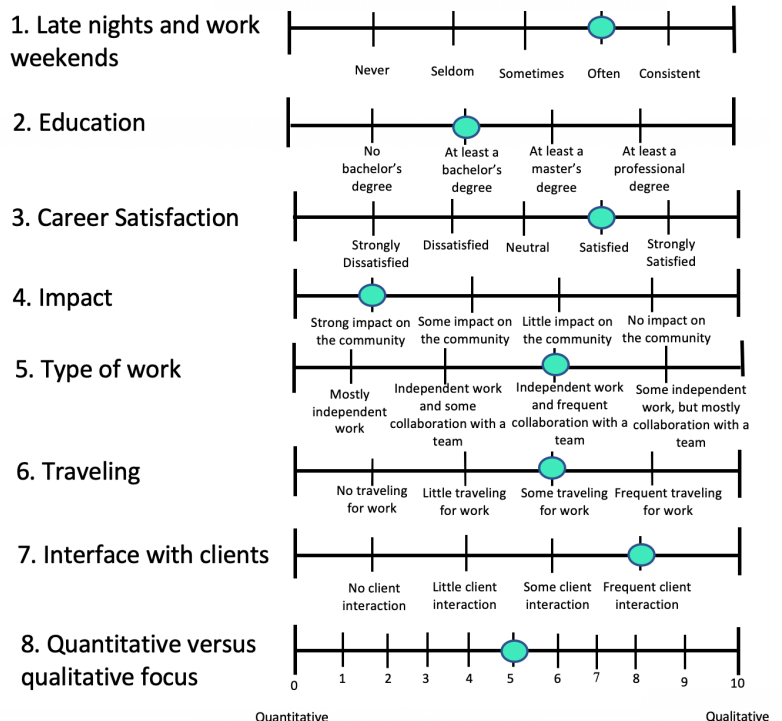 1. Late nights and work
weekends
Never Seldom Sometimes Often Consistent
2. Education
No
bachelor's
degree
At least a
bachelor's
degree
At least a
master's
degree
At least a
professional
degree
3. Career Satisfaction
Strongly
Dissatisfied
Dissatisfied
Neutral
Satisfied
Strongly
Satisfied
4. Impact
Strong impact on
the community
Some impact on
the community
Little impact on
the community
No impact on
the community
5. Type of work
Mostly
independent
work
Independent work
and some
collaboration with a
team
Independent work
and frequent
collaboration with a
team
Some independent
work, but mostly
collaboration with a
team
6. Traveling
No traveling
for work
Little traveling
for work
Some traveling
for work
Frequent traveling
for work
7. Interface with clients
No client
interaction
Little client
interaction
Some client
interaction
Frequent client
interaction
8. Quantitative versus
qualitative focus
0 1 2 3 4 5 6 7 8 9 10
Quantitative Qualitative